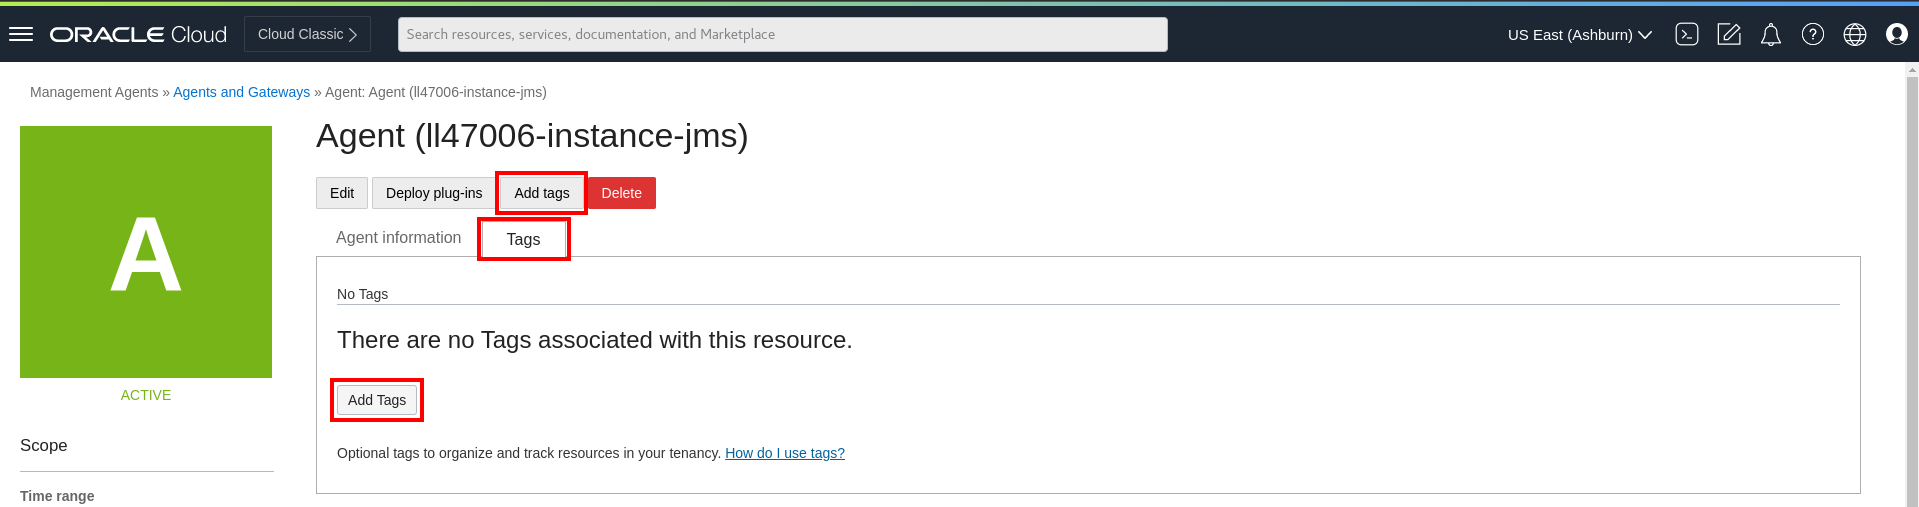 ORACLE Cloud
Cloud Classic
Search resources, services, documentation, and Marketplace
US East (Ashburn)
Management Agents » Agents and Gateways » Agent: Agent (ll47006-instance-jms)
A
ACTIVE
Scope
Time range
Agent (ll47006-instance-jms)
Edit Deploy plug-ins Add tags Delete
Agent information Tags
No Tags
There are no Tags associated with this resource.
Add Tags
Optional tags to organize and track resources in your tenancy. How do I use tags?